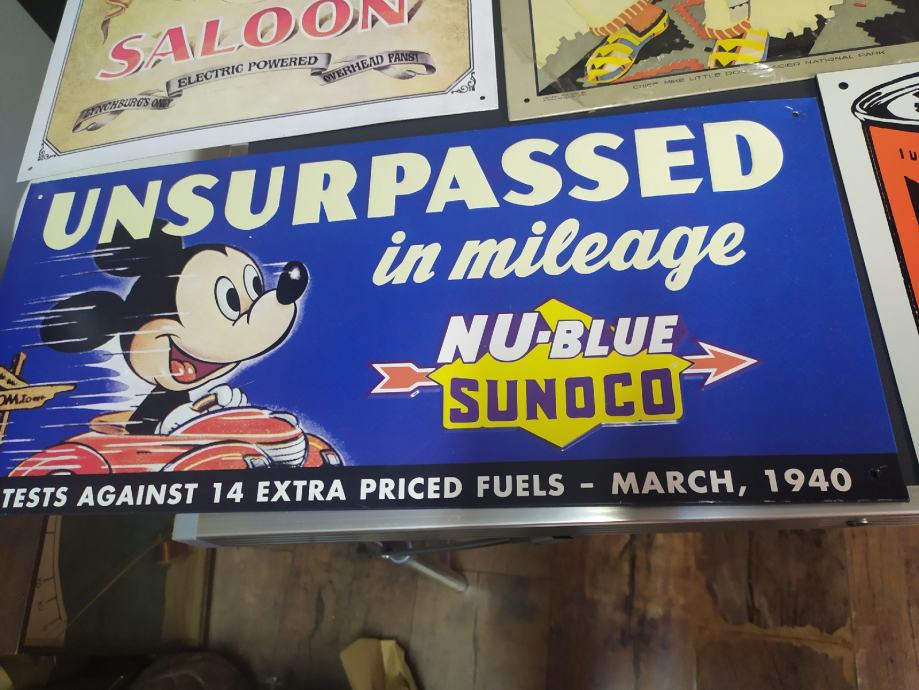 SALOON
ELECTRIC POWERED
OVERHEAD FANS!
LYNCHBURG'S ONLY
UNSURPASSED
in mileage
NU-BLUE
SUNOCO
TESTS AGAINST 14 EXTRA PRICED FUELS – MARCH, 1940